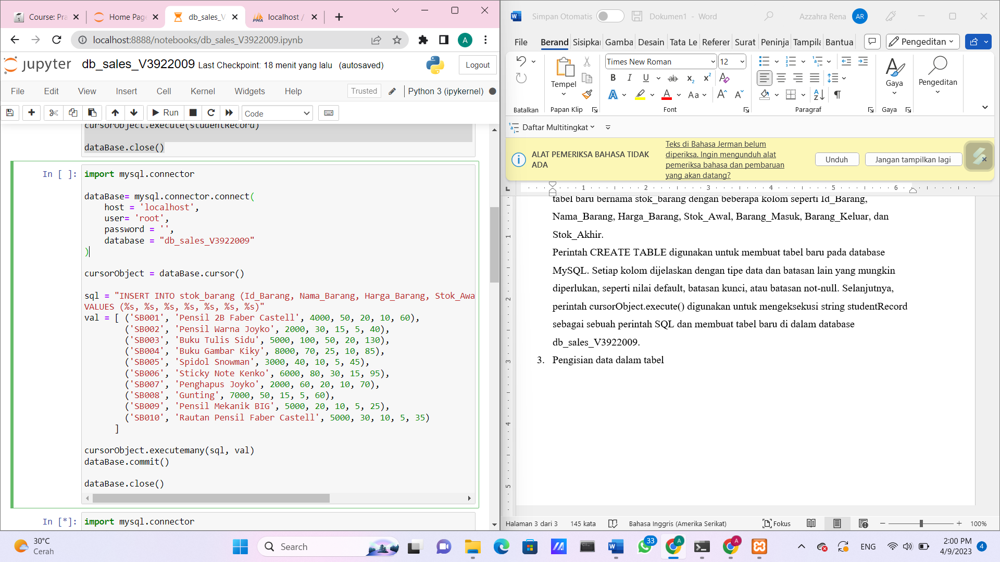 Course: Pra
Home Page
db_sales_V
localhost /
localhost:8888/notebooks/db_sales_V3922009.ipynb
A
jupyter db_sales_V3922009 Last Checkpoint: 18 menit yang lalu (autosaved)
Logout
File Edit View Insert Cell Kernel Widgets Help
Trusted
Python 3 (ipykernel)
Run
Code
cursorObject.execute(studentRecord)
dataBase.close()
In [ ]:
import mysql.connector
dataBase= mysql.connector.connect(
host = 'localhost',
user= 'root',
password = '',
database = "db_sales_V3922009"
)
cursorObject = dataBase.cursor()
sql = "INSERT INTO stok_barang (Id_Barang, Nama_Barang, Harga_Barang, Stok_Awa
VALUES (%s, %s, %s, %s, %s, %s, %s)"
val = [ ('SB001', 'Pensil 2B Faber Castell', 4000, 50, 20, 10, 60),
('SB002', 'Pensil Warna Joyko', 2000, 30, 15, 5, 40),
('SB003', 'Buku Tulis Sidu', 5000, 100, 50, 20, 130),
('SB004', 'Buku Gambar Kiky', 8000, 70, 25, 10, 85),
('SB005', 'Spidol Snowman', 3000, 40, 10, 5, 45),
('SB006', 'Sticky Note Kenko', 6000, 80, 30, 15, 95),
('SB007', 'Penghapus Joyko', 2000, 60, 20, 10, 70),
('SB008', 'Gunting', 7000, 50, 15, 5, 60),
('SB009', 'Pensil Mekanik BIG', 5000, 20, 10, 5, 25),
('SB010', 'Rautan Pensil Faber Castell', 5000, 30, 10, 5, 35)
]
cursorObject.executemany(sql, val)
dataBase.commit()
dataBase.close()
In [*]:
import mysql.connector
Simpan Otomatis
Dokumen1 - Word
Azzahra Rena
AR
File Berand Sisipkan Gamba Desain Tata Le Referen Surat Peninja Tampila Bantua
Pengeditan
Times New Roman
12
Tempel
Gaya
Pengeditan
Batalkan
Papan Klip
Font
Paragraf
Gaya
Daftar Multitingkat
ALAT PEMERIKSA BAHASA TIDAK ADA
Teks di Bahasa Jerman belum
diperiksa. Ingin mengunduh alat
pemeriksa bahasa dan pembaruan
yang akan datang?
Unduh
Jangan tampilkan lagi
1 2 3 4 5 6
tabel baru bernama stok_barang dengan beberapa kolom seperti Id_Barang,
Nama_Barang, Harga_Barang, Stok_Awal, Barang_Masuk, Barang_Keluar, dan
Stok_Akhir.
Perintah CREATE TABLE digunakan untuk membuat tabel baru pada database
MySQL. Setiap kolom dijelaskan dengan tipe data dan batasan lain yang mungkin
diperlukan, seperti nilai default, batasan kunci, atau batasan not-null. Selanjutnya,
perintah cursorObject.execute() digunakan untuk mengeksekusi string studentRecord
sebagai sebuah perintah SQL dan membuat tabel baru di dalam database
db_sales_V3922009.
3. Pengisian data dalam tabel
Halaman 3 dari 3
145 kata
Bahasa Inggris (Amerika Serikat)
Fokus
100%
30°C
Cerah
Search
33
ENG
2:00 PM
4/9/2023
4